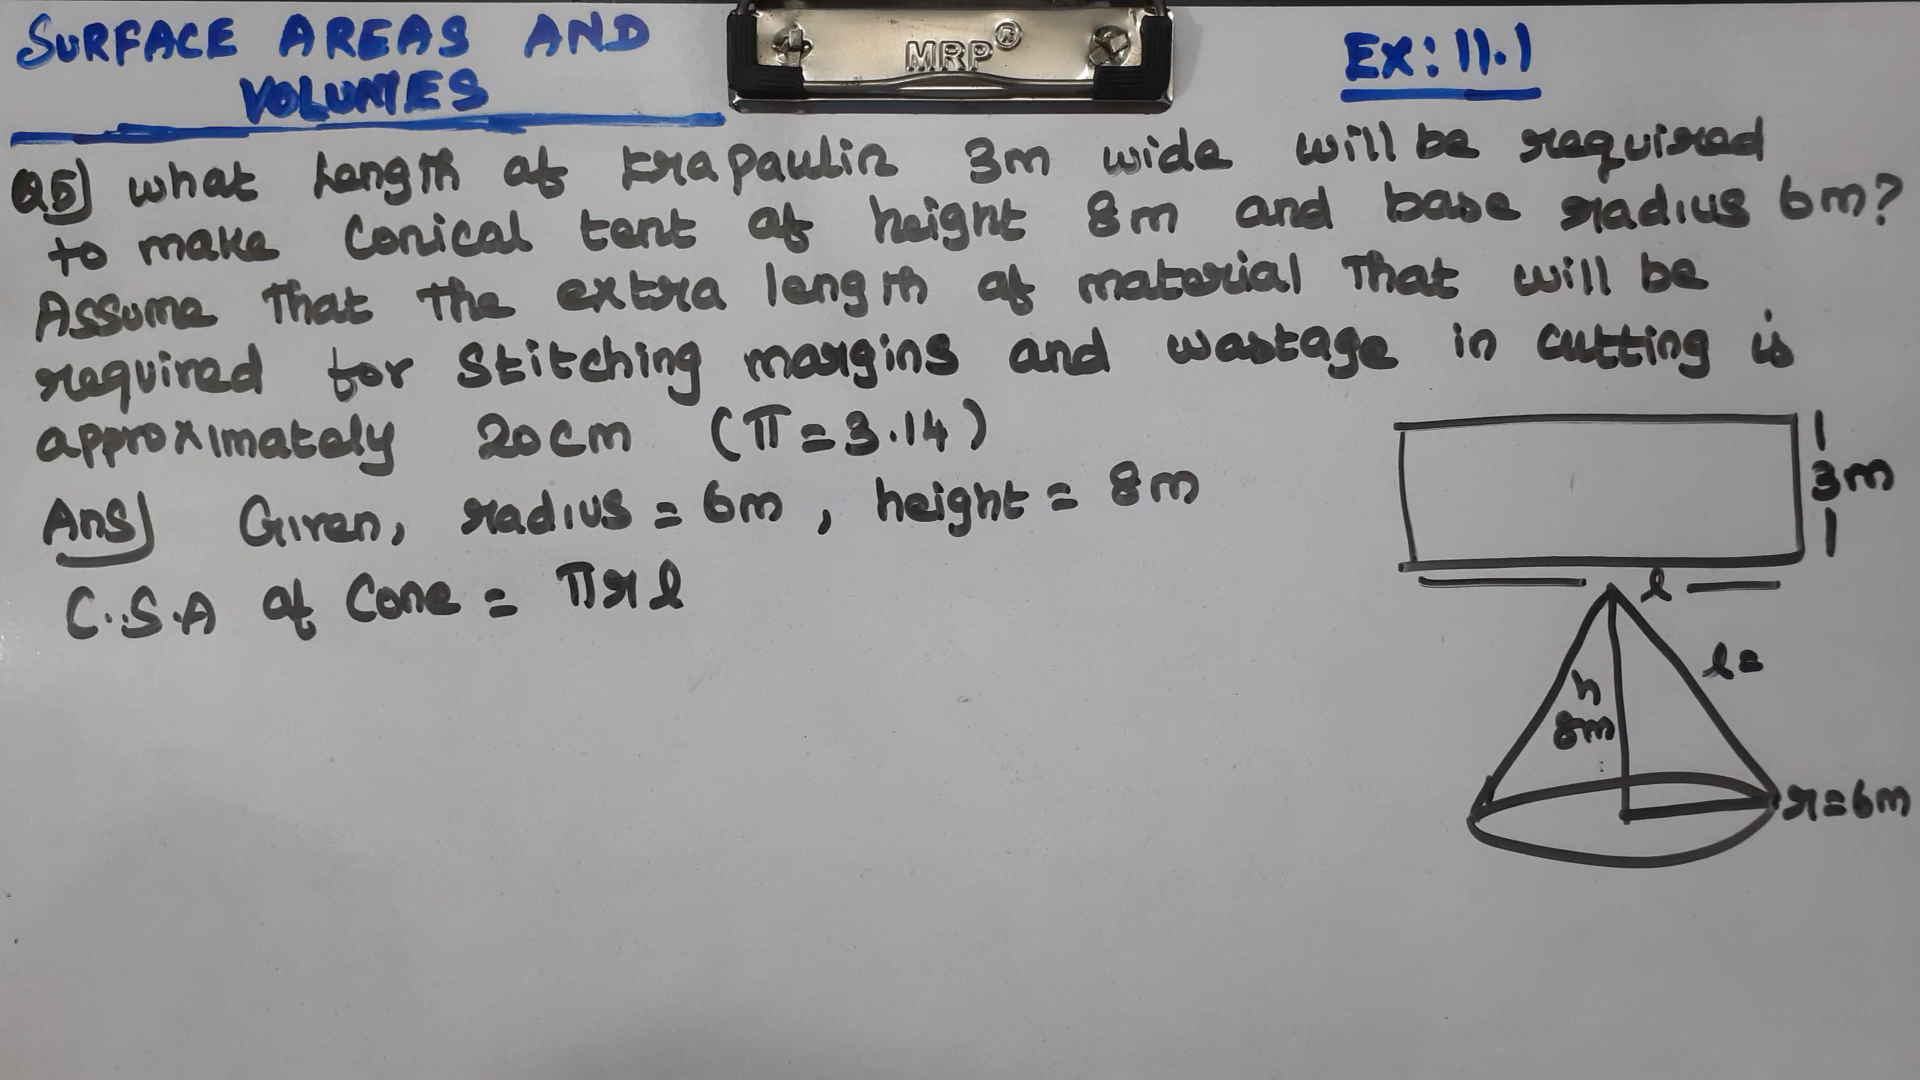 SURFACE AREAS AND
VOLUMES
MRP®
EX: 11.1
Q5) what length of trapaulin 3m wide will be required
to make Conical tent of height 8m and base radius 6m?
Assume That The extra length of material That will be
required for Stitching margins and wastage in cutting is
approximately 20cm (π=3.14)
Ans) Given, radius = 6m, height = 8m
C.S.A of Cone = πrl
3m
l
l=
h
8m
r=6m